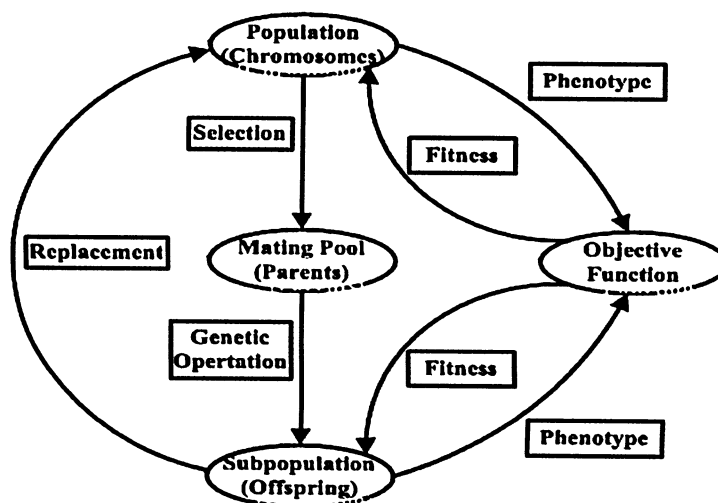 Population
(Chromosomes)
Phenotype
Selection
Fitness
Replacement
Mating Pool
(Parents)
Objective
Function
Genetic
Opertation
Fitness
Phenotype
Subpopulation
(Offspring)